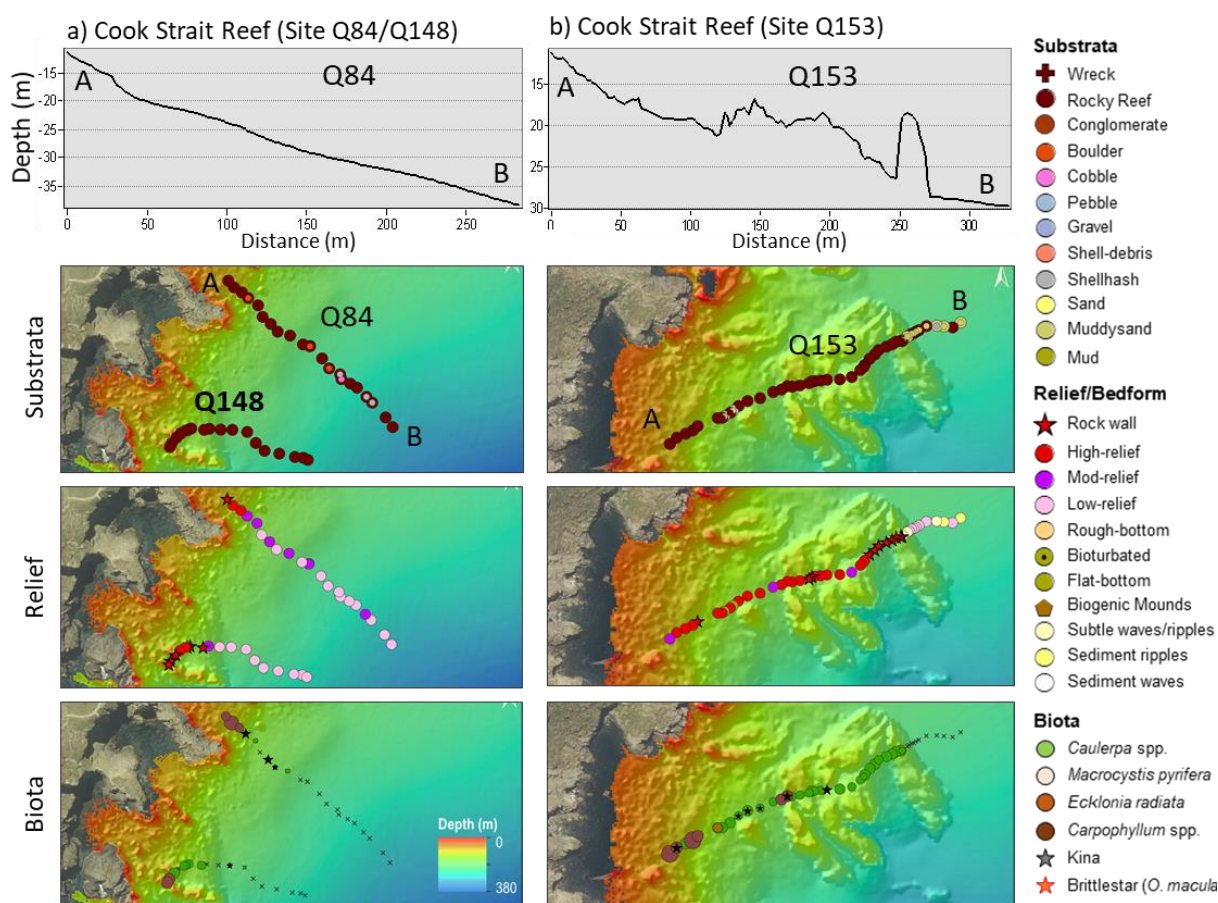 a) Cook Strait Reef (Site Q84/Q148)
Depth (m)
-15
-20
-25
-30
-35
A
Q84
B
0
50
100
150
200
250
Distance (m)
b) Cook Strait Reef (Site Q153)
15
20
25
30
A
Q153
B
0
50
100
150
200
250
300
Distance (m)
Substrata
A
Q84
Q148
B
Q153
A
B
Relief
Biota
Depth (m)
0
380
Substrata
Wreck
Rocky Reef
Conglomerate
Boulder
Cobble
Pebble
Gravel
Shell-debris
Shellhash
Sand
Muddysand
Mud
Relief/Bedform
Rock wall
High-relief
Mod-relief
Low-relief
Rough-bottom
Bioturbated
Flat-bottom
Biogenic Mounds
Subtle waves/ripples
Sediment ripples
Sediment waves
Biota
Caulerpa spp.
Macrocystis pyrifera
Ecklonia radiata
Carpophyllum spp.
Kina
Brittlestar (O. macula